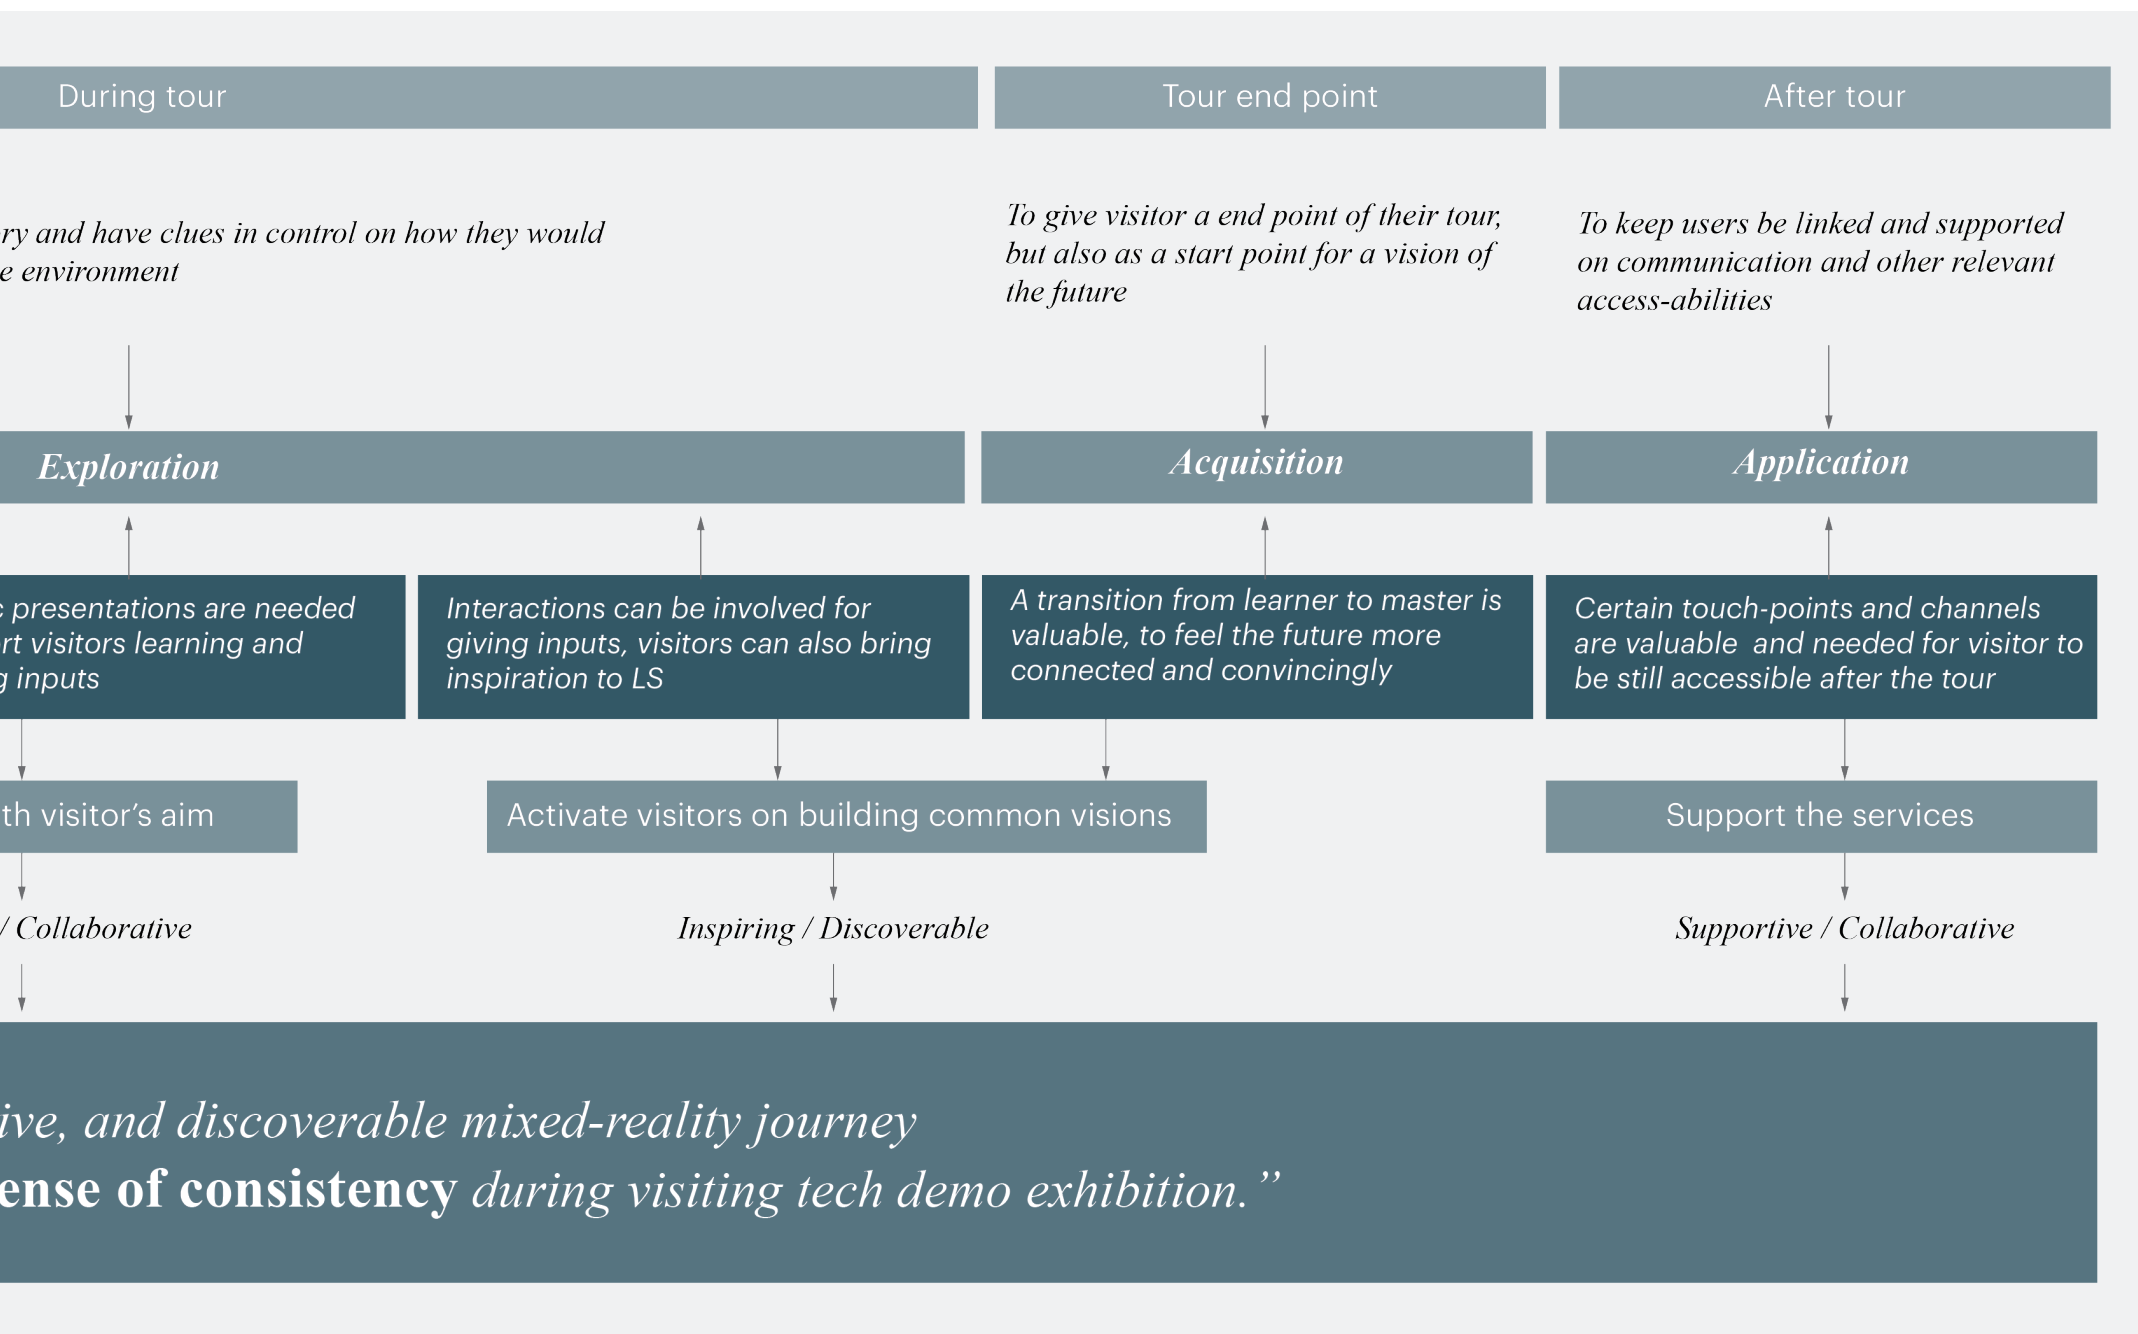 During tour
Tour end point
After tour
ry and have clues in control on how they would
e environment
To give visitor a end point of their tour,
but also as a start point for a vision of
the future
To keep users be linked and supported
on communication and other relevant
access-abilities
Exploration
Acquisition
Application
c presentations are needed
rt visitors learning and
g inputs
Interactions can be involved for
giving inputs, visitors can also bring
inspiration to LS
A transition from learner to master is
valuable, to feel the future more
connected and convincingly
Certain touch-points and channels
are valuable  and needed for visitor to
be still accessible after the tour
th visitor’s aim
Activate visitors on building common visions
Support the services
/ Collaborative
Inspiring / Discoverable
Supportive / Collaborative
ive, and discoverable mixed-reality journey
ense of consistency during visiting tech demo exhibition.”